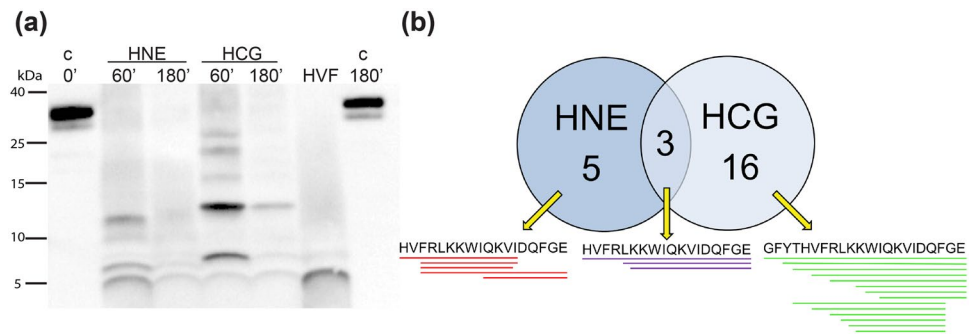 (a)
c HNE HCG c
kDa 0' 60' 180' 60' 180' HVF 180'
40
25
15
10
5
(b)
HNE
5
3
HCG
16
HVFRLKKWIQKVIDQFGE
HVFRLKKWIQKVIDQFGE
GFYTHVFRLKKWIQKVIDQFGE